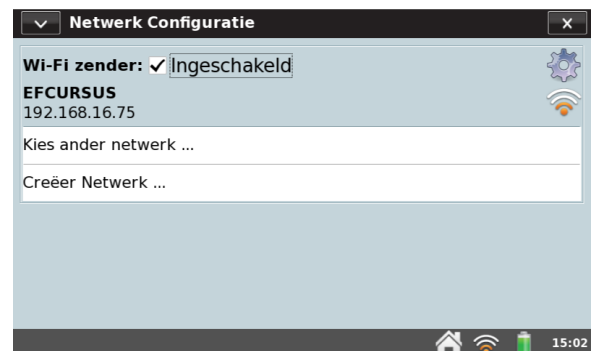 Netwerk Configuratie
Wi-Fi zender: Ingeschakeld
EFCURSUS
192.168.16.75
Kies ander netwerk ...
Creëer Netwerk ...
15:02